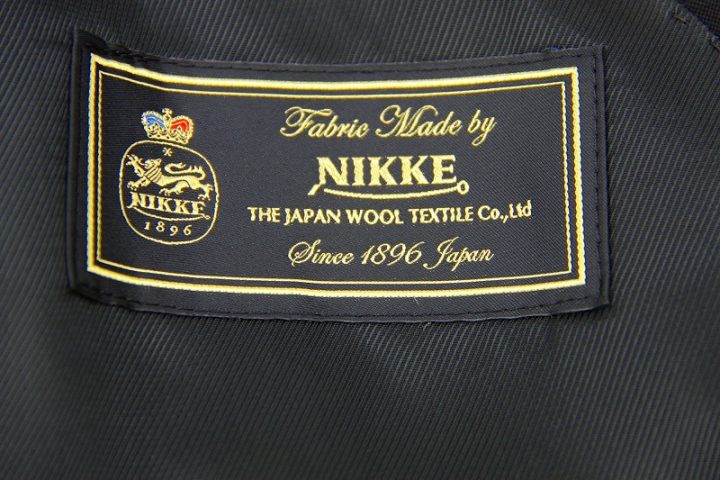 NIKKE
1896
Fabric Made by
NIKKE
THE JAPAN WOOL TEXTILE Co.,Ltd
Since 1896 Japan